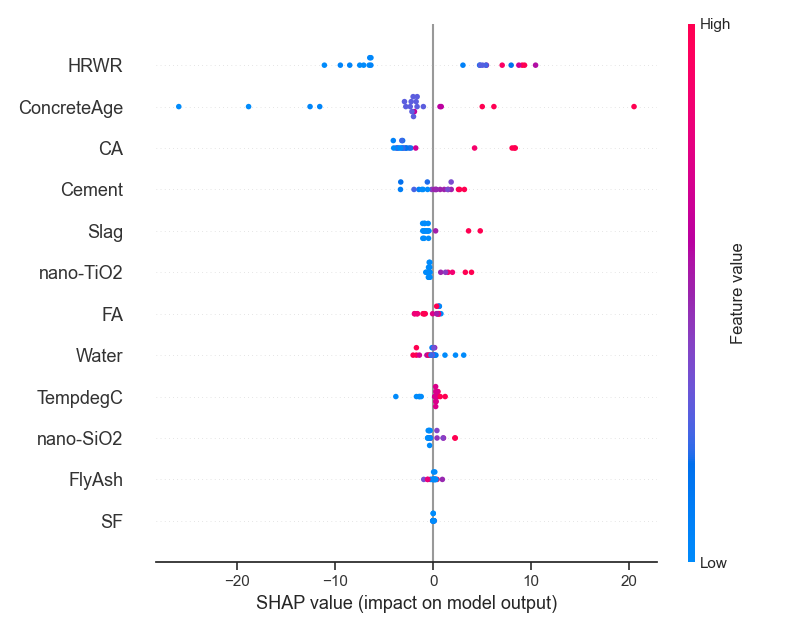 High
HRWR
ConcreteAge
CA
Cement
Slag
nano-TiO2
FA
Water
TempdegC
nano-SiO2
FlyAsh
SF
Feature value
Low
−20
−10
0
10
20
SHAP value (impact on model output)